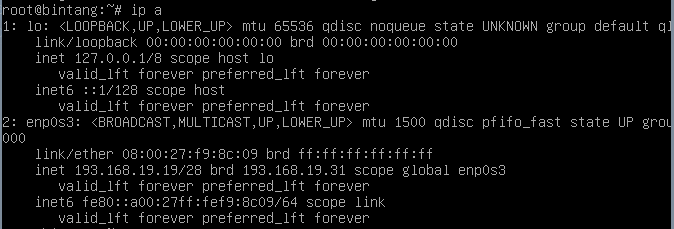 root@bintang:~# ip a
1: lo: <LOOPBACK,UP,LOWER_UP> mtu 65536 qdisc noqueue state UNKNOWN group default ql
    link/loopback 00:00:00:00:00:00 brd 00:00:00:00:00:00
    inet 127.0.0.1/8 scope host lo
       valid_lft forever preferred_lft forever
    inet6 ::1/128 scope host
       valid_lft forever preferred_lft forever
2: enp0s3: <BROADCAST,MULTICAST,UP,LOWER_UP> mtu 1500 qdisc pfifo_fast state UP grou
000
    link/ether 08:00:27:f9:8c:09 brd ff:ff:ff:ff:ff:ff
    inet 193.168.19.19/28 brd 193.168.19.31 scope global enp0s3
       valid_lft forever preferred_lft forever
    inet6 fe80::a00:27ff:fef9:8c09/64 scope link
       valid_lft forever preferred_lft forever